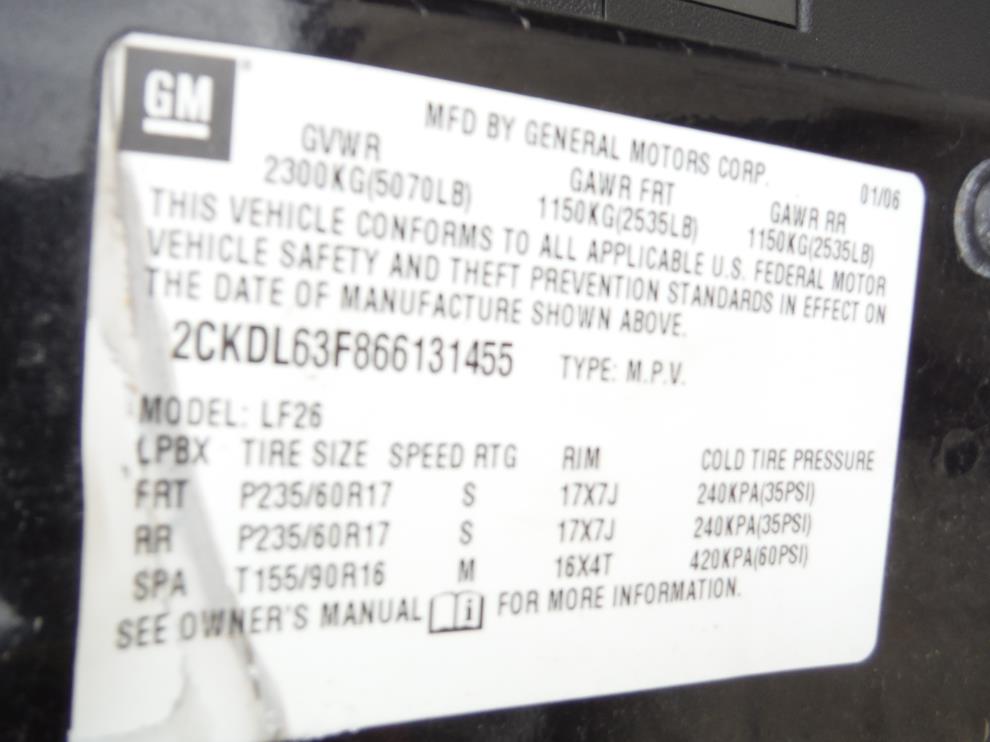 GM
MFD BY GENERAL MOTORS CORP. 01/06
GVWR GAWR FRT GAWR RR
2300KG(5070LB) 1150KG(2535LB) 1150KG(2535LB)
THIS VEHICLE CONFORMS TO ALL APPLICABLE U.S. FEDERAL MOTOR
VEHICLE SAFETY AND THEFT PREVENTION STANDARDS IN EFFECT ON
THE DATE OF MANUFACTURE SHOWN ABOVE.
2CKDL63F866131455 TYPE: M.P.V.
MODEL: LF26
LPBX TIRE SIZE SPEED RTG RIM COLD TIRE PRESSURE
FRT P235/60R17 S 17X7J 240KPA(35PSI)
RR P235/60R17 S 17X7J 240KPA(35PSI)
SPA T155/90R16 M 16X4T 420KPA(60PSI)
SEE OWNER'S MANUAL i FOR MORE INFORMATION.